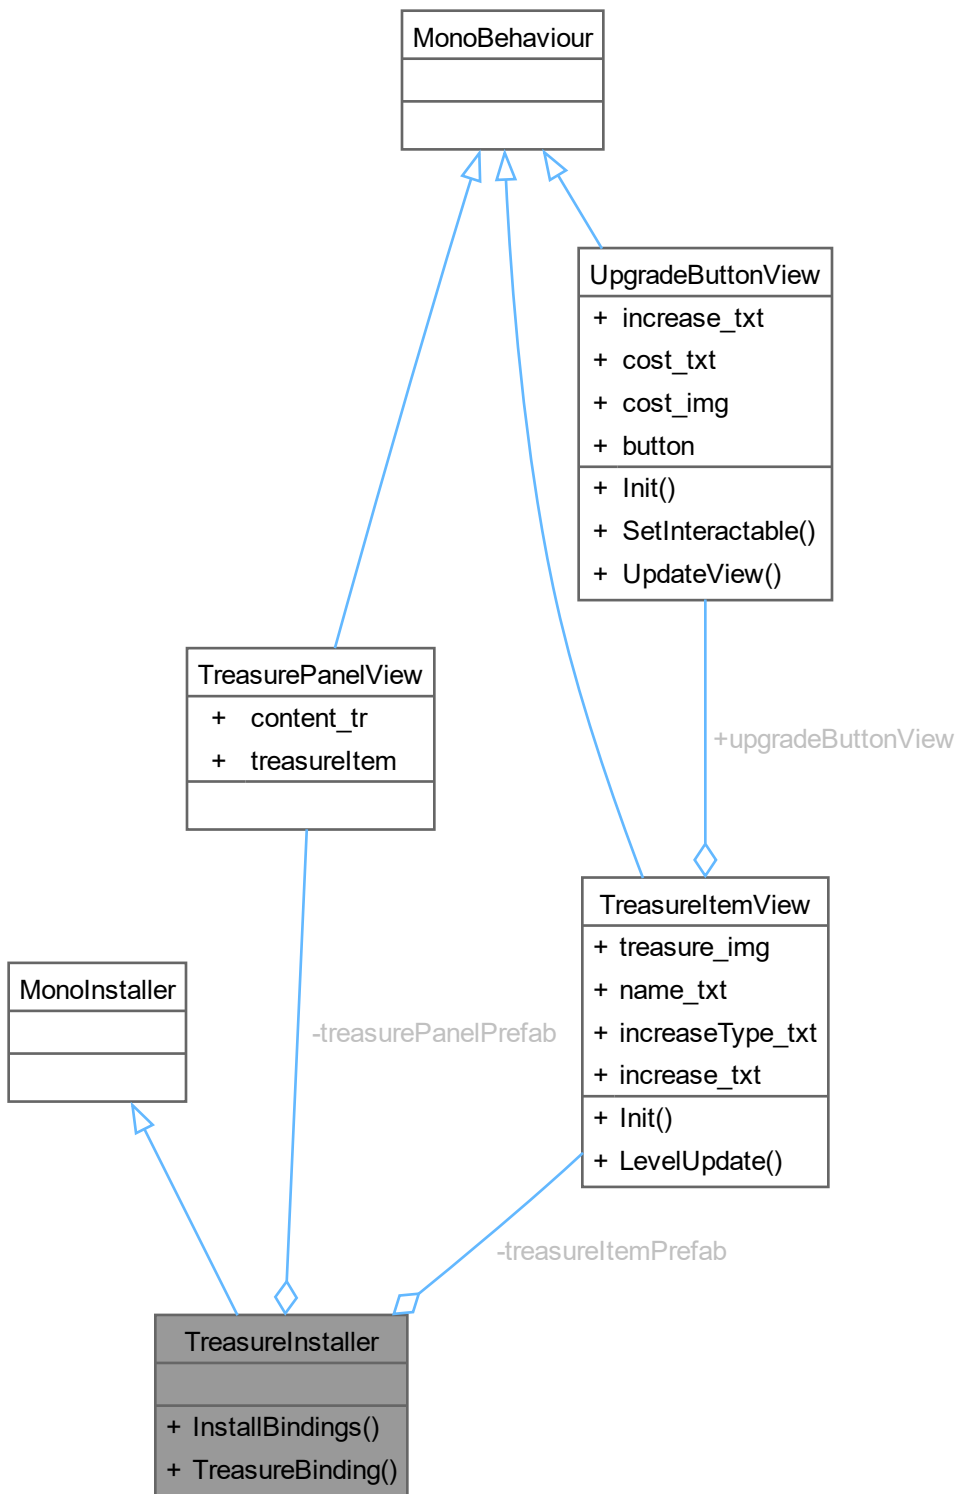 MonoBehaviour
UpgradeButtonView
+ increase_txt
+ cost_txt
+ cost_img
+ button
+ Init()
+ SetInteractable()
+ UpdateView()
TreasurePanelView
+ content_tr
+ treasureItem
+upgradeButtonView
TreasureItemView
+ treasure_img
+ name_txt
+ increaseType_txt
+ increase_txt
+ Init()
+ LevelUpdate()
MonoInstaller
-treasurePanelPrefab
-treasureItemPrefab
TreasureInstaller
+ InstallBindings()
+ TreasureBinding()